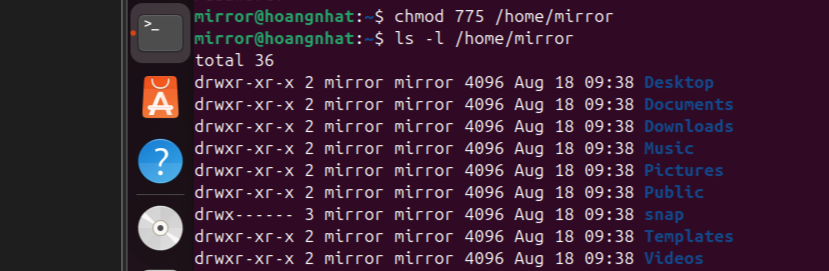 mirror@hoangnhat:~$ chmod 775 /home/mirror
mirror@hoangnhat:~$ ls -l /home/mirror
total 36
drwxr-xr-x 2 mirror mirror 4096 Aug 18 09:38 Desktop
drwxr-xr-x 2 mirror mirror 4096 Aug 18 09:38 Documents
drwxr-xr-x 2 mirror mirror 4096 Aug 18 09:38 Downloads
drwxr-xr-x 2 mirror mirror 4096 Aug 18 09:38 Music
drwxr-xr-x 2 mirror mirror 4096 Aug 18 09:38 Pictures
drwxr-xr-x 2 mirror mirror 4096 Aug 18 09:38 Public
drwx------ 3 mirror mirror 4096 Aug 18 09:38 snap
drwxr-xr-x 2 mirror mirror 4096 Aug 18 09:38 Templates
drwxr-xr-x 2 mirror mirror 4096 Aug 18 09:38 Videos